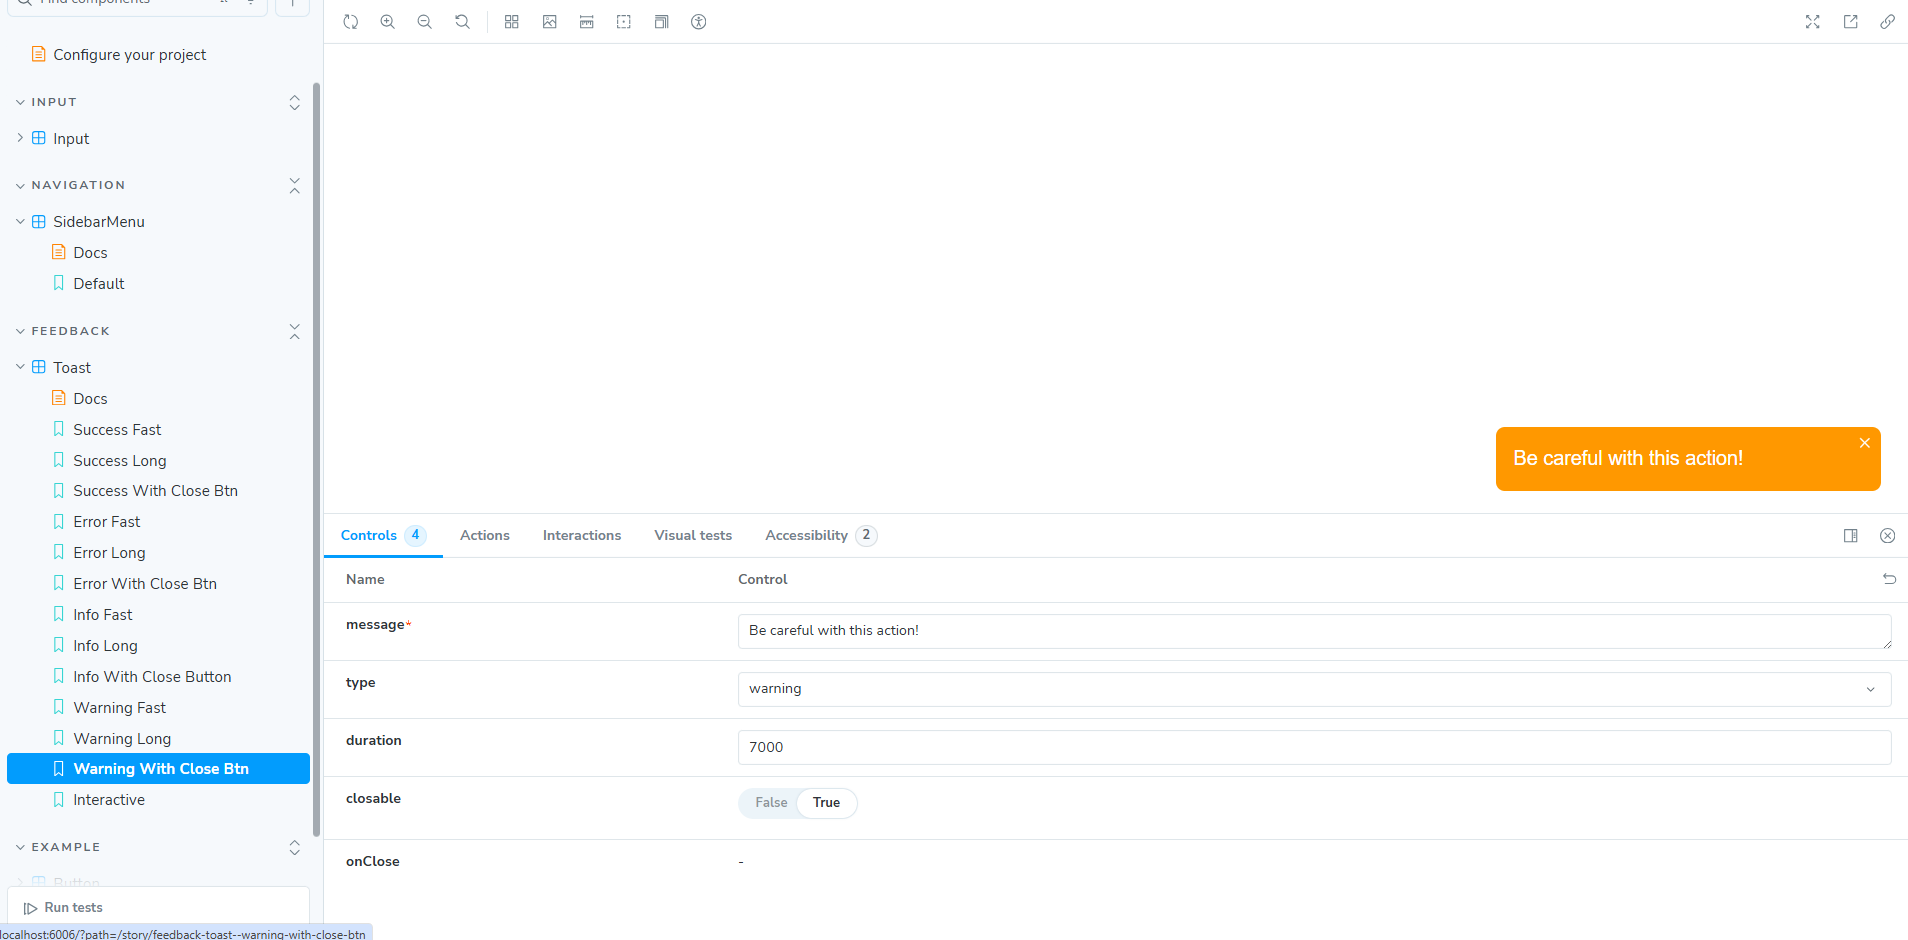 Find components
Configure your project
INPUT
Input
NAVIGATION
SidebarMenu
Docs
Default
FEEDBACK
Toast
Docs
Success Fast
Success Long
Success With Close Btn
Error Fast
Error Long
Error With Close Btn
Info Fast
Info Long
Info With Close Button
Warning Fast
Warning Long
Warning With Close Btn
Interactive
EXAMPLE
Button
Run tests
localhost:6006/?path=/story/feedback-toast--warning-with-close-btn
Be careful with this action!
Controls 4 Actions Interactions Visual tests Accessibility 2
Name Control
message* Be careful with this action!
type warning
duration 7000
closable False True
onClose -